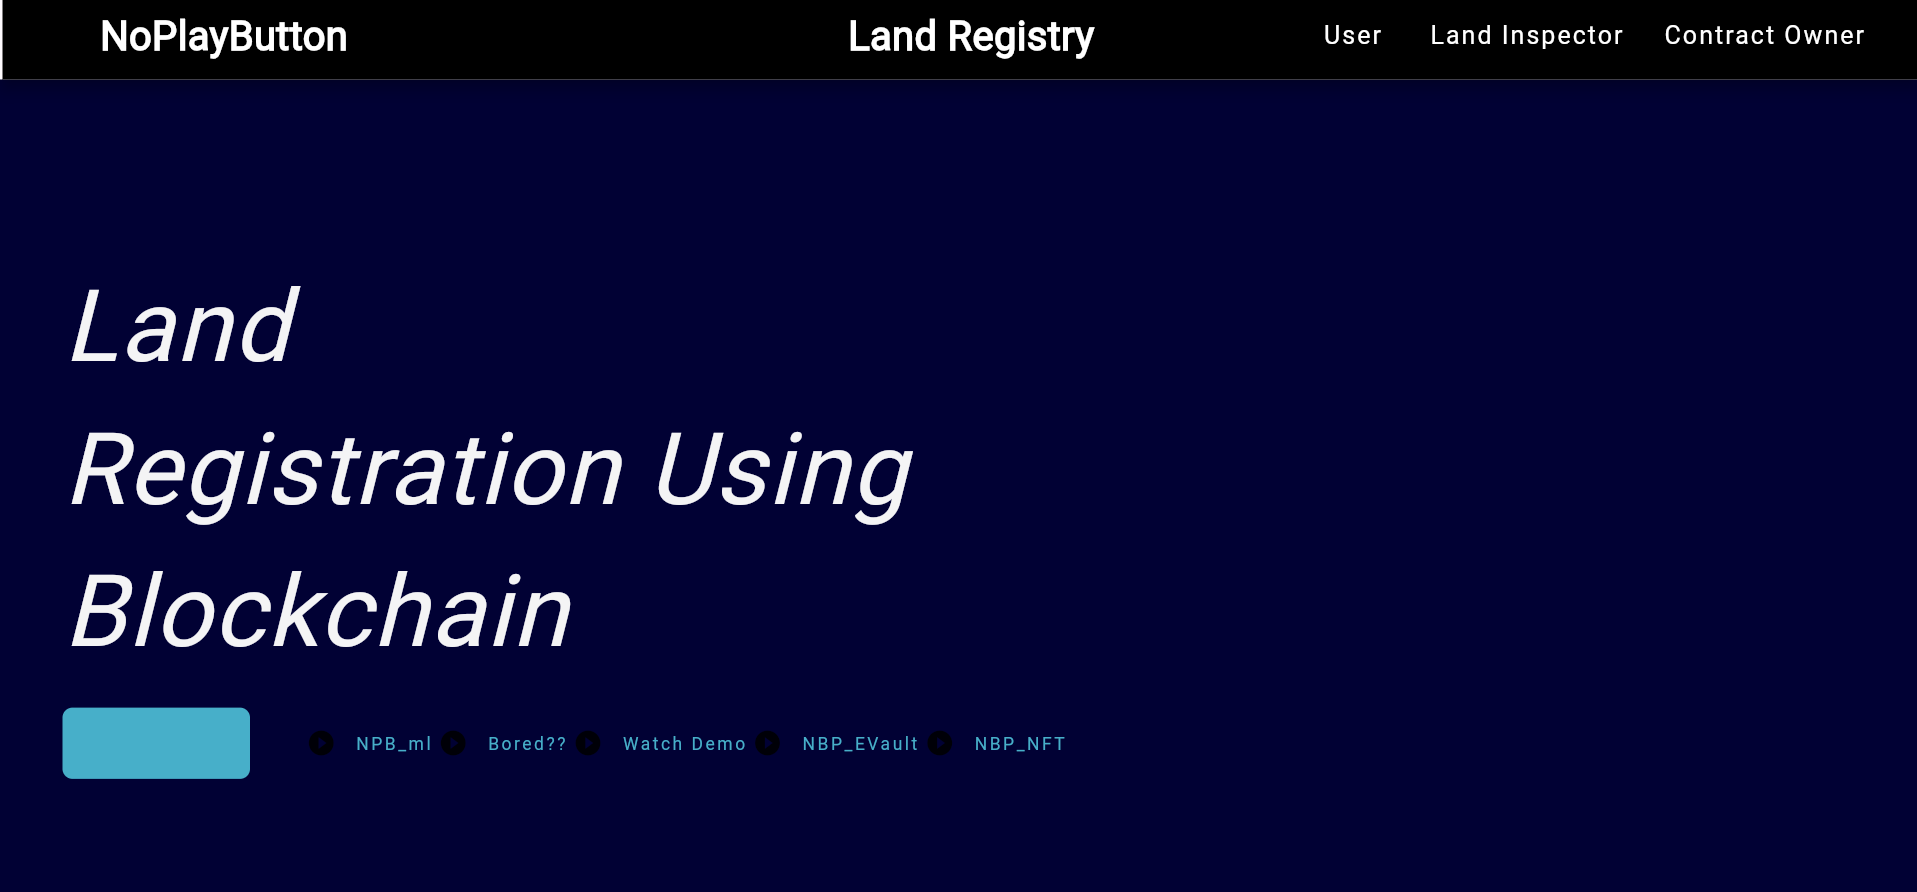 NoPlayButton
Land Registry
User
Land Inspector
Contract Owner
Land
Registration Using
Blockchain
NPB_ml
Bored??
Watch Demo
NBP_EVault
NBP_NFT